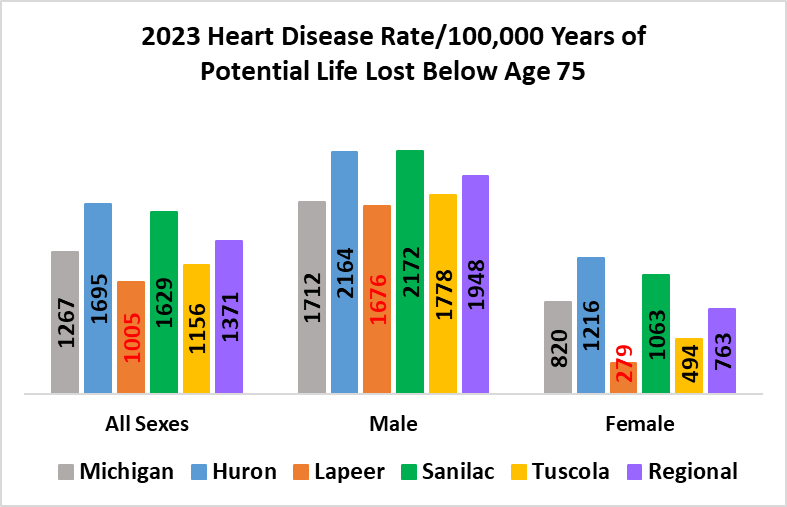 2023 Heart Disease Rate/100,000 Years of
Potential Life Lost Below Age 75
1267 1695 1005 1629 1156 1371 1712 2164 1676 2172 1778 1948 820 1216 279 1063 494 763
All Sexes Male Female
Michigan Huron Lapeer Sanilac Tuscola Regional